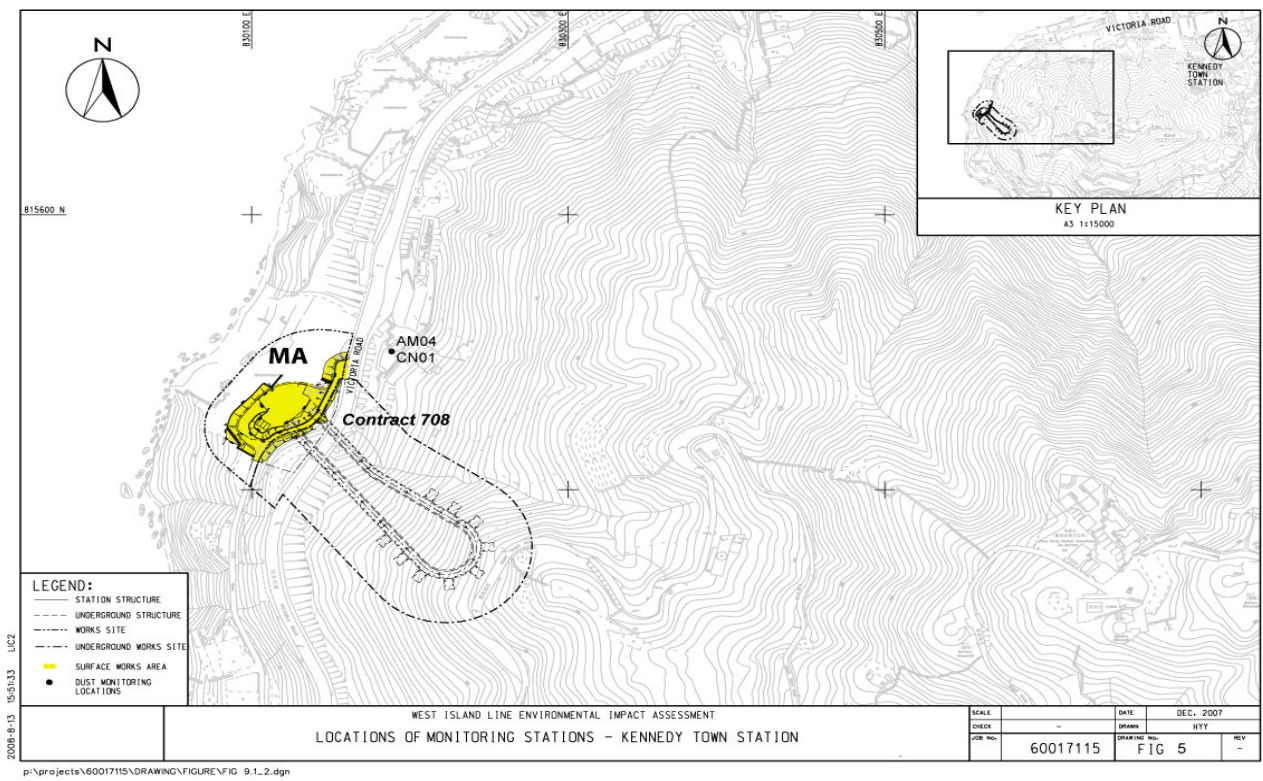 N
830100 E
830300 E
830500 E
VICTORIA ROAD
N
KENNEDY
TOWN
STATION
KEY PLAN
A3 1:15000
815600 N
MA
VICTORIA ROAD
AM04
CN01
Contract 708
LEGEND:
STATION STRUCTURE
UNDERGROUND STRUCTURE
WORKS SITE
UNDERGROUND WORKS SITE
SURFACE WORKS AREA
DUST MONITORING
LOCATIONS
2008-8-13 15:51:33 LIC2
WEST ISLAND LINE ENVIRONMENTAL IMPACT ASSESSMENT
LOCATIONS OF MONITORING STATIONS - KENNEDY TOWN STATION
SCALE
DATE DEC. 2007
CHECK - DRAWN HYY
JOB No. 60017115
DRAWING No. FIG 5
REV -
p:\projects\60017115\DRAWING\FIGURE\FIG 9.1_2.dgn